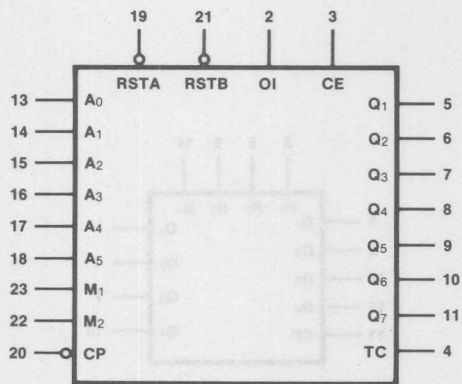 19 21 2 3
RSTA RSTB OI CE
13 A0 Q1 5
14 A1 Q2 6
15 A2 Q3 7
16 A3 Q4 8
17 A4 Q5 9
18 A5 Q6 10
23 M1 Q7 11
22 M2
20 CP TC 4